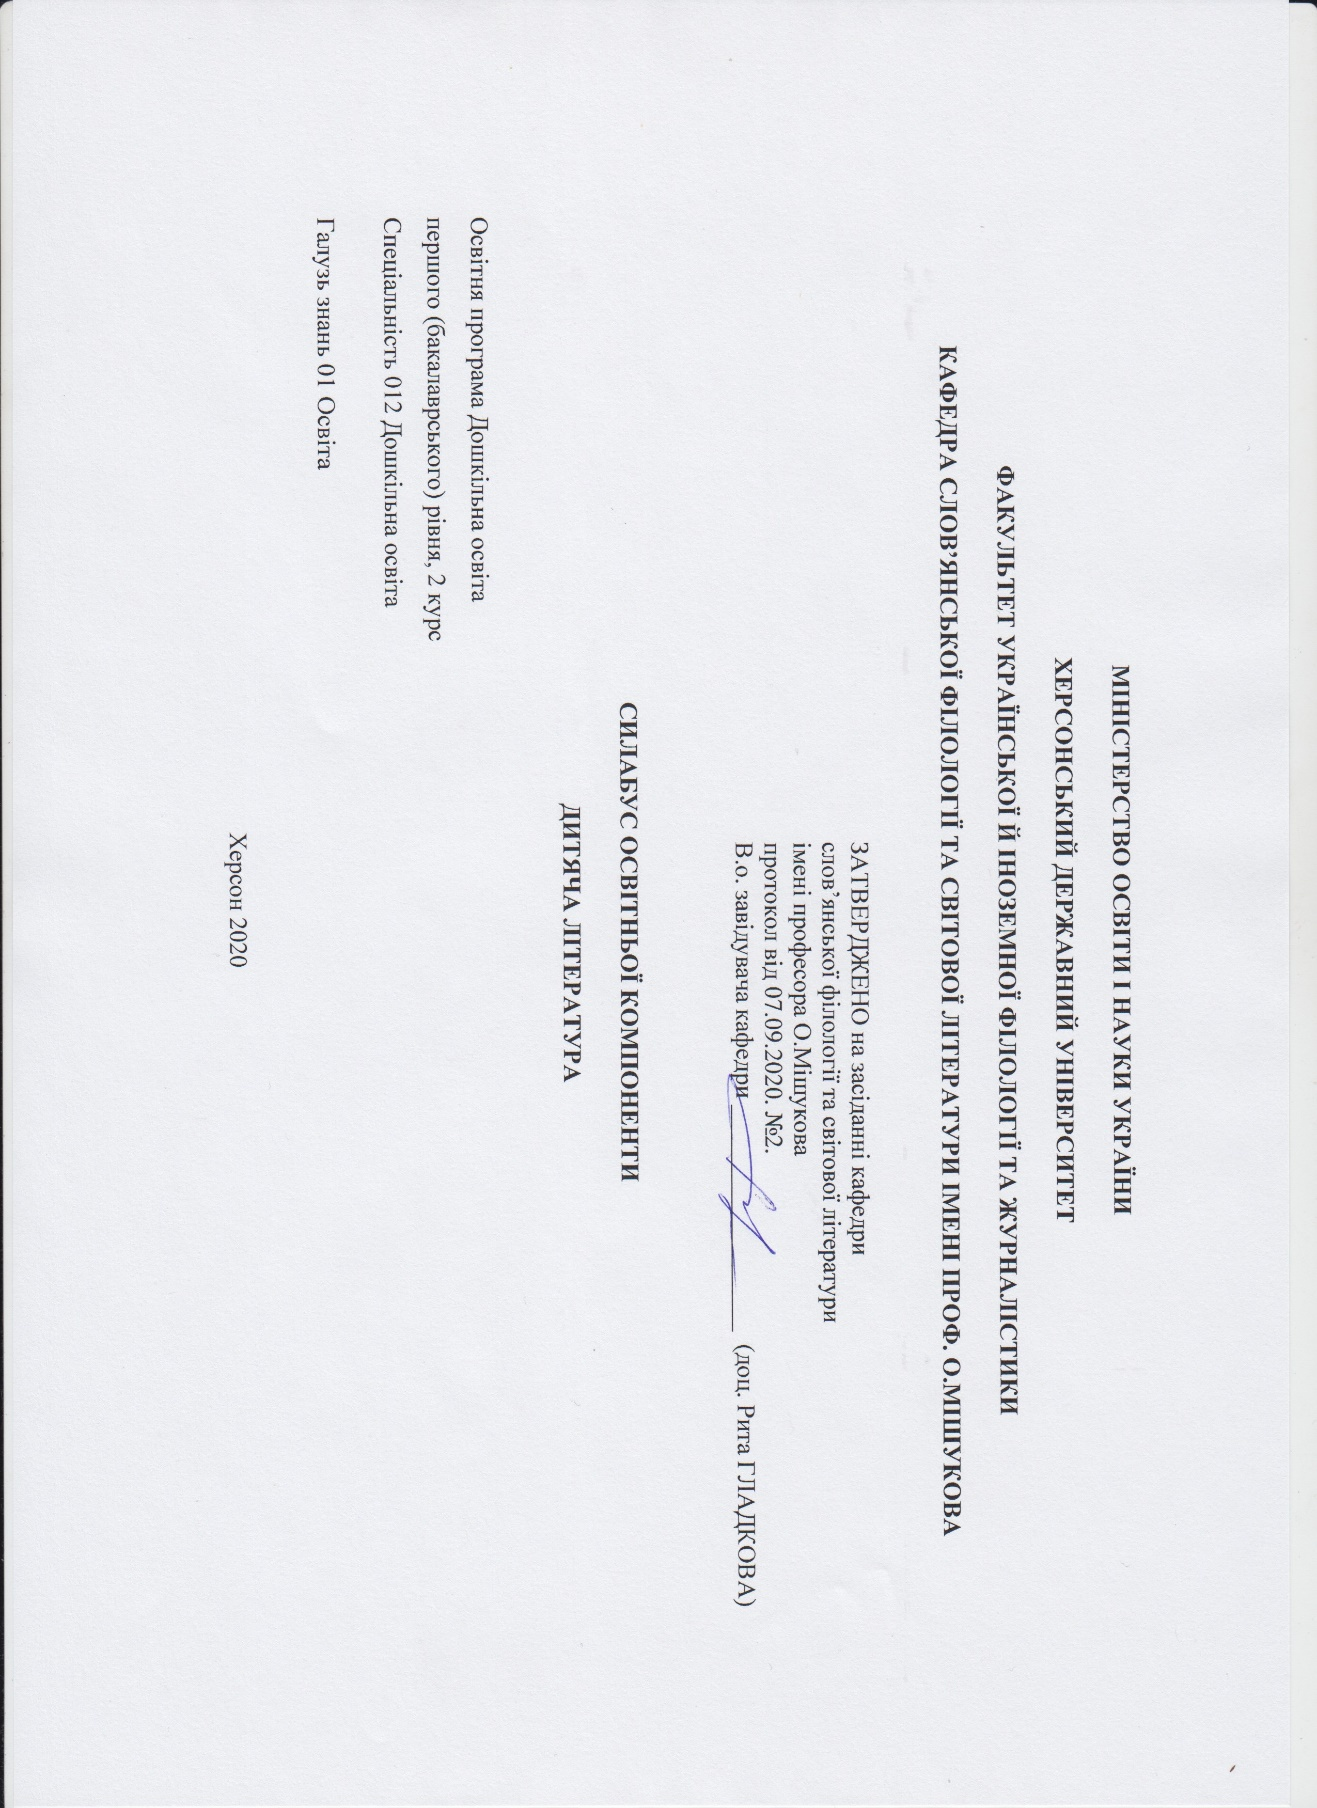 МІНІСТЕРСТВО ОСВІТИ І НАУКИ УКРАЇНИ
ХЕРСОНСЬКИЙ ДЕРЖАВНИЙ УНІВЕРСИТЕТ
ФАКУЛЬТЕТ УКРАЇНСЬКОЇ Й ІНОЗЕМНОЇ ФІЛОЛОГІЇ ТА ЖУРНАЛІСТИКИ
КАФЕДРА СЛОВ’ЯНСЬКОЇ ФІЛОЛОГІЇ ТА СВІТОВОЇ ЛІТЕРАТУРИ ІМЕНІ ПРОФ. О.МІШУКОВА
ЗАТВЕРДЖЕНО на засіданні кафедри
слов’янської філології та світової літератури
імені професора О.Мішукова
протокол від 07.09.2020. №2.
В.о. завідувача кафедри (доц. Рита ГЛАДКОВА)
СИЛАБУС ОСВІТНЬОЇ КОМПОНЕНТИ
ДИТЯЧА ЛІТЕРАТУРА
Освітня програма Дошкільна освіта
першого (бакалаврського) рівня, 2 курс
Спеціальність 012 Дошкільна освіта
Галузь знань 01 Освіта
Херсон 2020